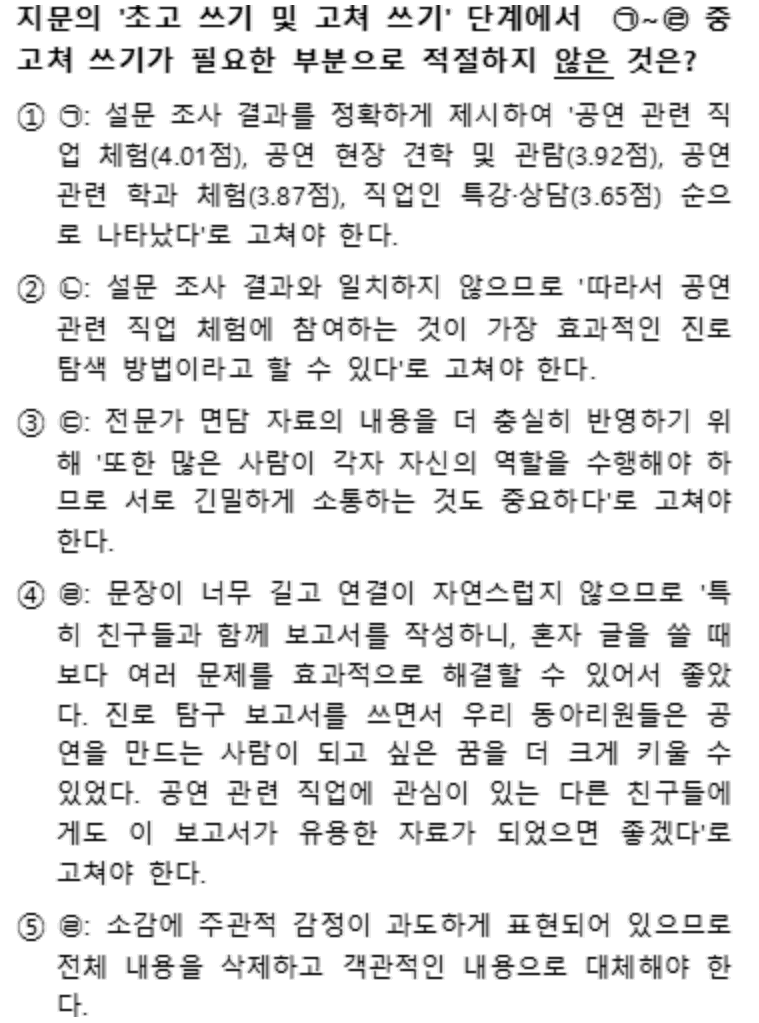 지문의 '초고 쓰기 및 고쳐 쓰기' 단계에서 ㉠~㉣ 중
고쳐 쓰기가 필요한 부분으로 적절하지 않은 것은?
① ㉠: 설문 조사 결과를 정확하게 제시하여 '공연 관련 직
업 체험(4.01점), 공연 현장 견학 및 관람(3.92점), 공연
관련 학과 체험(3.87점), 직업인 특강·상담(3.65점) 순으
로 나타났다'로 고쳐야 한다.
② ㉡: 설문 조사 결과와 일치하지 않으므로 '따라서 공연
관련 직업 체험에 참여하는 것이 가장 효과적인 진로
탐색 방법이라고 할 수 있다'로 고쳐야 한다.
③ ㉢: 전문가 면담 자료의 내용을 더 충실히 반영하기 위
해 '또한 많은 사람이 각자 자신의 역할을 수행해야 하
므로 서로 긴밀하게 소통하는 것도 중요하다'로 고쳐야
한다.
④ ㉣: 문장이 너무 길고 연결이 자연스럽지 않으므로 '특
히 친구들과 함께 보고서를 작성하니, 혼자 글을 쓸 때
보다 여러 문제를 효과적으로 해결할 수 있어서 좋았
다. 진로 탐구 보고서를 쓰면서 우리 동아리원들은 공
연을 만드는 사람이 되고 싶은 꿈을 더 크게 키울 수
있었다. 공연 관련 직업에 관심이 있는 다른 친구들에
게도 이 보고서가 유용한 자료가 되었으면 좋겠다'로
고쳐야 한다.
⑤ ㉣: 소감에 주관적 감정이 과도하게 표현되어 있으므로
전체 내용을 삭제하고 객관적인 내용으로 대체해야 한
다.